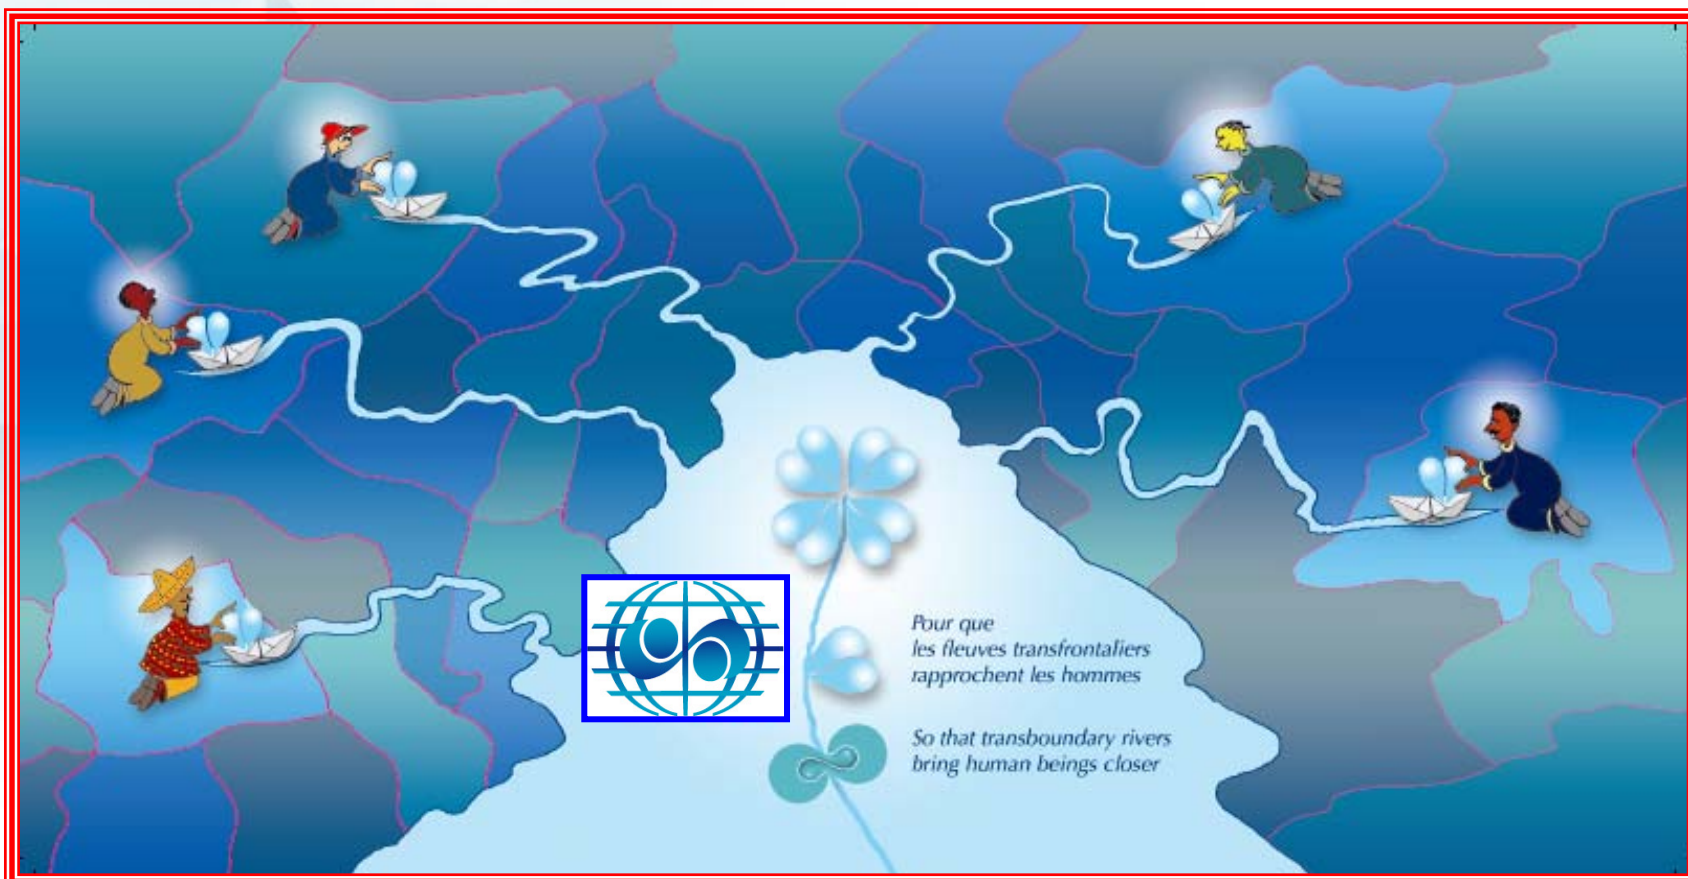 Pour que
les fleuves transfrontaliers
rapprochent les hommes
So that transboundary rivers
bring human beings closer